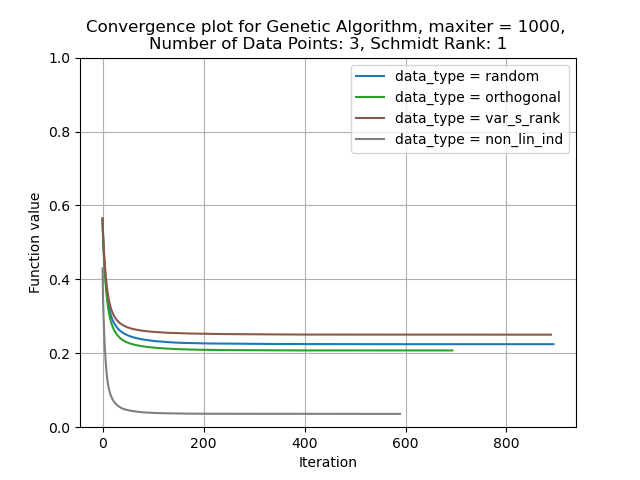 Convergence plot for Genetic Algorithm, maxiter = 1000,
Number of Data Points: 3, Schmidt Rank: 1
1.0
0.8
0.6
0.4
0.2
0.0
Function value
data_type = random
data_type = orthogonal
data_type = var_s_rank
data_type = non_lin_ind
0 200 400 600 800
Iteration